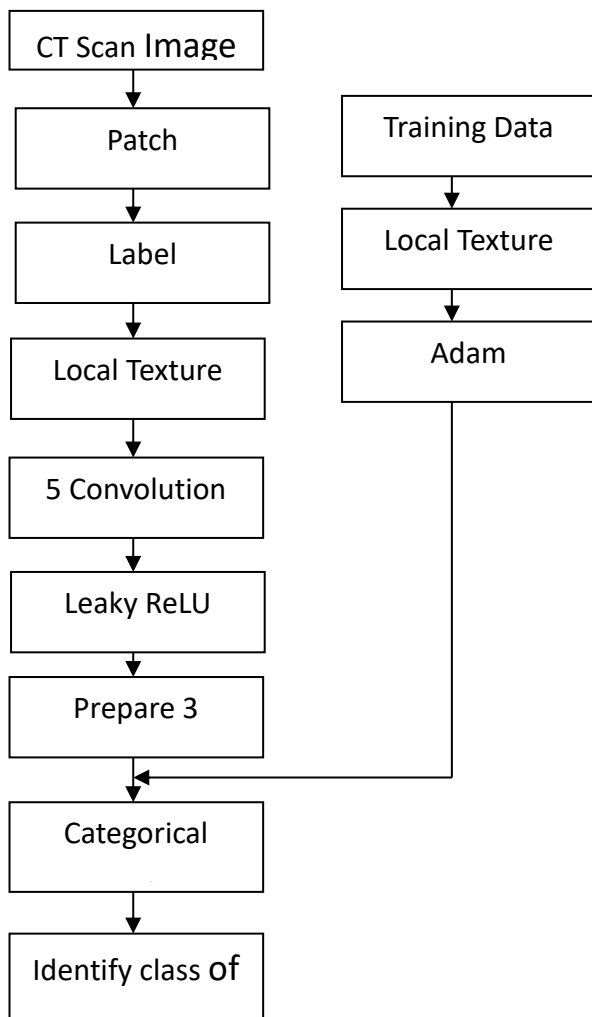 CT Scan Image
Patch
Label
Local Texture
5 Convolution
Leaky ReLU
Prepare 3
Categorical
Identify class of
Training Data
Local Texture
Adam